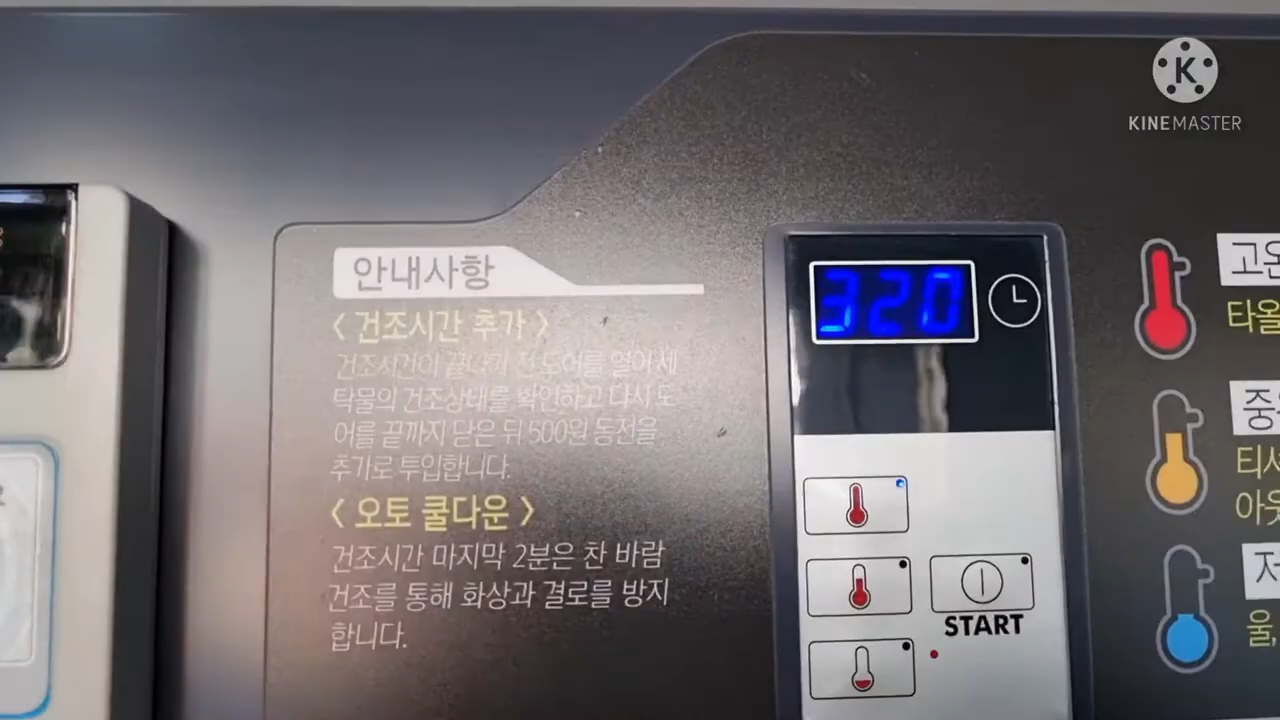 KINEMASTER
안내사항
< 건조시간 추가 >
건조시간이 끝나기 전 도어를 열어 세
탁물의 건조상태를 확인하고 다시 도
어를 끝까지 닫은 뒤 500원 동전을
추가로 투입합니다.
< 오토 쿨다운 >
건조시간 마지막 2분은 찬 바람
건조를 통해 화상과 결로를 방지
합니다.
320
START
고온
타올
중
티셔
아웃
저
울,